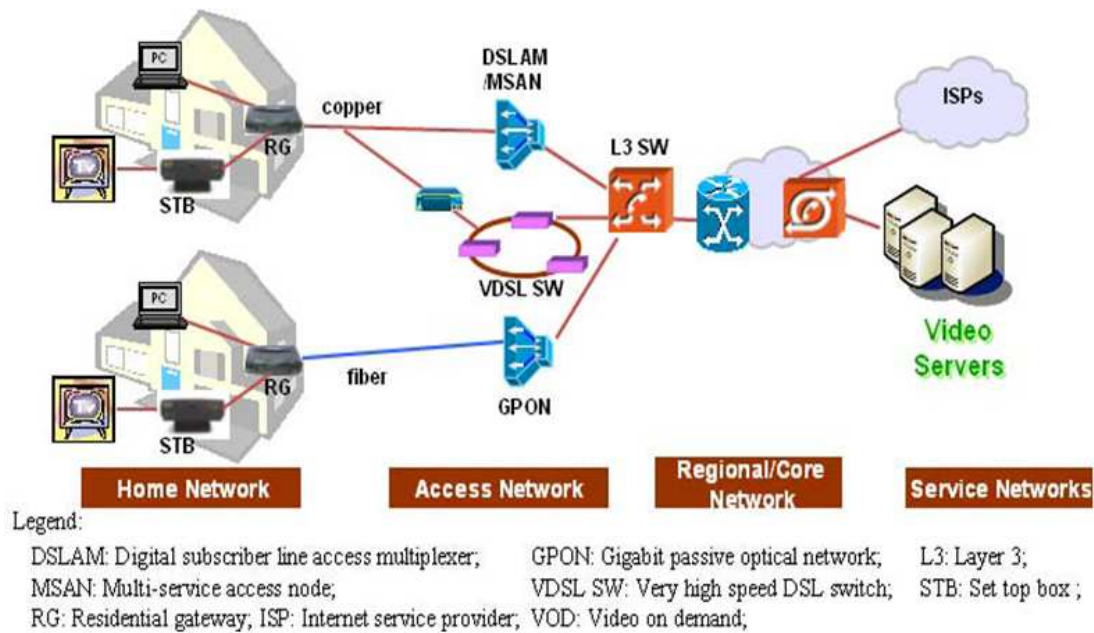 PC
DSLAM
/MSAN
ISPs
copper
RG
L3 SW
Tv
STB
VDSL SW
PC
Video
Servers
RG
fiber
GPON
Tv
STB
Home Network
Access Network
Regional/Core
Network
Service Networks
Legend:
DSLAM: Digital subscriber line access multiplexer;
GPON: Gigabit passive optical network;
L3: Layer 3;
MSAN: Multi-service access node;
VDSL SW: Very high speed DSL switch;
STB: Set top box ;
RG: Residential gateway; ISP: Internet service provider;
VOD: Video on demand;